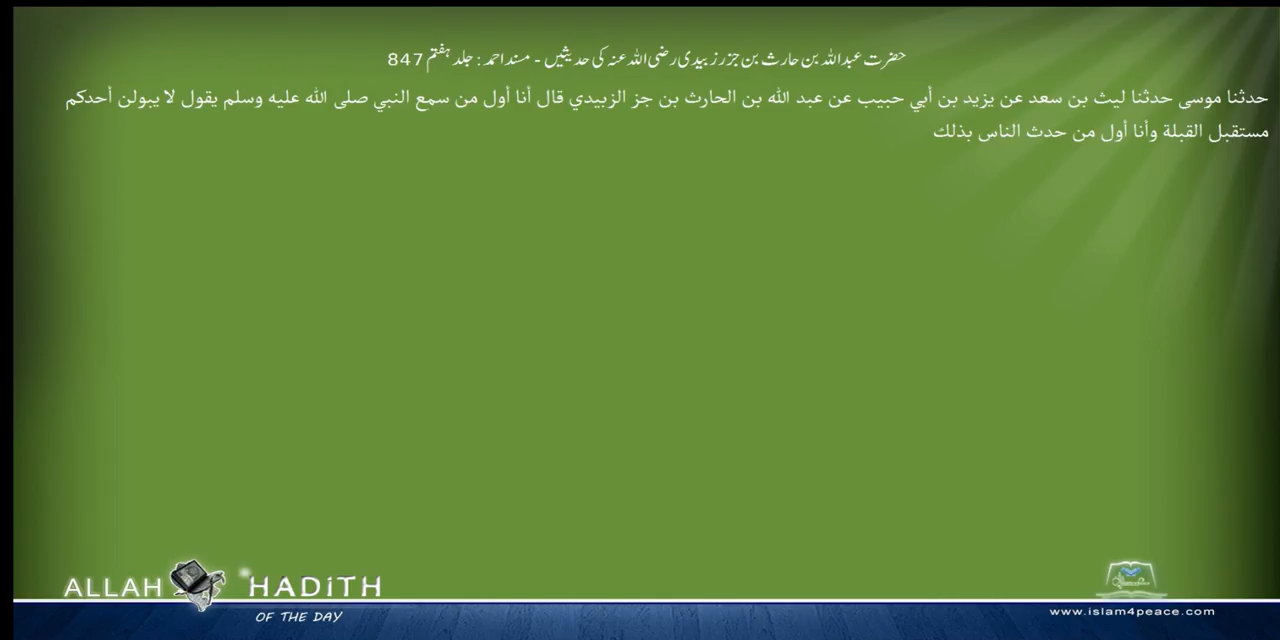 حضرت عبداللہ بن حارث بن جزر زبیدی رضی اللہ عنہ کی حدیثیں - مسند احمد : جلد ہفتم 847
حدثنا موسى حدثنا ليث بن سعد عن يزيد بن أبي حبيب عن عبد الله بن الحارث بن جز الزبيدي قال أنا أول من سمع النبي صلى الله عليه وسلم يقول لا يبولن أحدكم
مستقبل القبلة وأنا أول من حدث الناس بذلك
ALLAH HADiTH
OF THE DAY
www.islam4peace.com